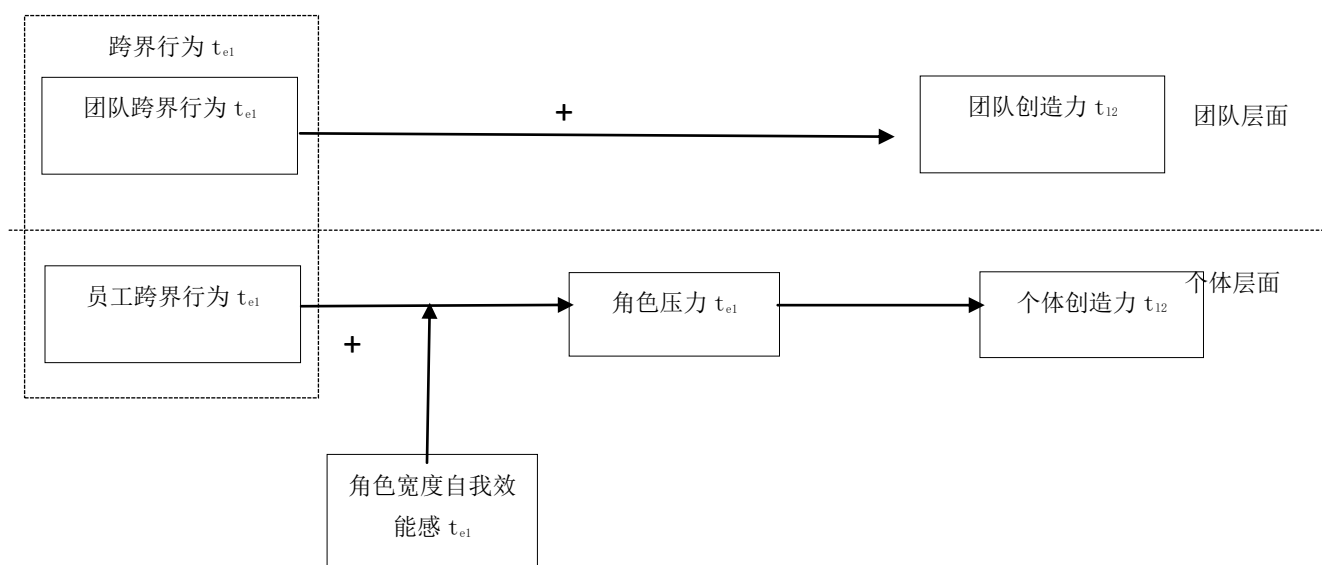 跨界行为 te1
团队跨界行为 te1
+
团队创造力 t12
团队层面
员工跨界行为 te1
+
角色压力 te1
个体创造力 t12
个体层面
角色宽度自我效
能感 te1